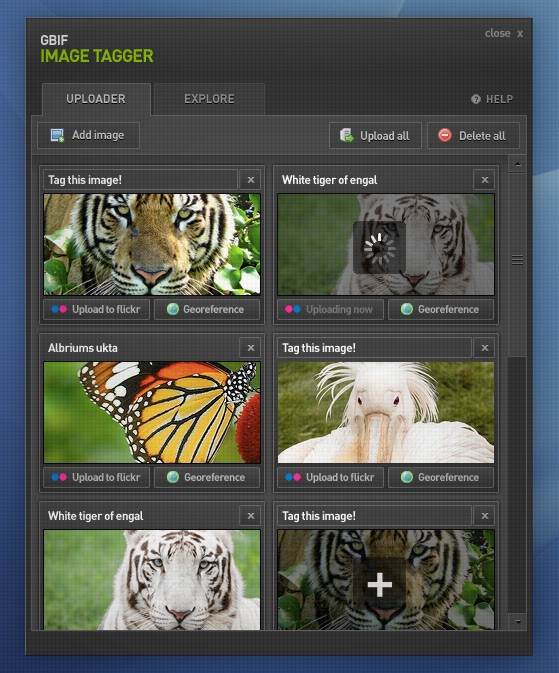 close x
GBIF
IMAGE TAGGER
UPLOADER
EXPLORE
? HELP
Add image
Upload all
Delete all
Tag this image!
White tiger of engal
Upload to flickr
Georeference
Uploading now
Georeference
Albriums ukta
Tag this image!
Upload to flickr
Georeference
Upload to flickr
Georeference
White tiger of engal
Tag this image!